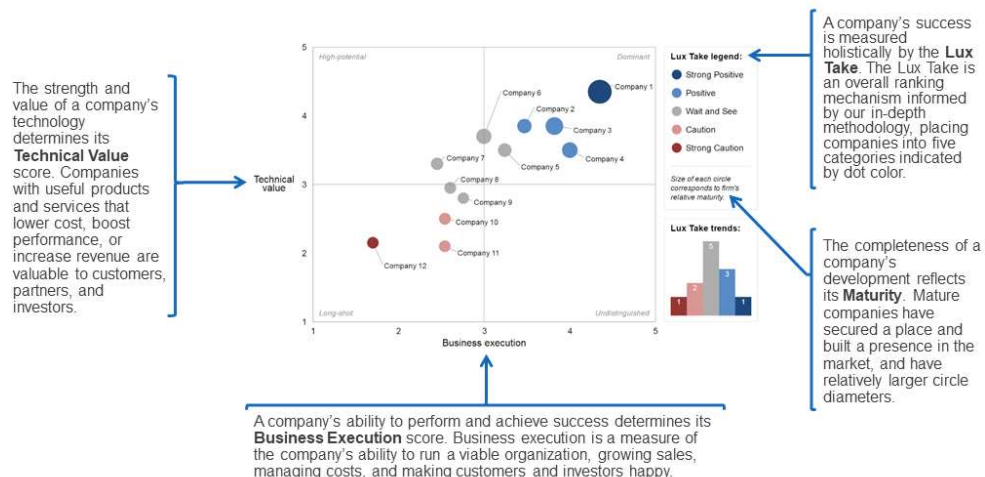 The strength and
value of a company's
technology
determines its
Technical Value
score. Companies
with useful products
and services that
lower cost, boost
performance, or
increase revenue are
valuable to customers,
partners, and
investors.
5
4
3
2
1
Technical
value
High-potential
Dominant
Company 1
Company 6
Company 2
Company 3
Company 5
Company 4
Company 7
Company 8
Company 9
Company 10
Company 11
Company 12
Long-shot
Undistinguished
1
2
3
4
5
Business execution
Lux Take legend:
Strong Positive
Positive
Wait and See
Caution
Strong Caution
Size of each circle
corresponds to firm's
relative maturity.
Lux Take trends:
1
2
5
3
1
A company's success
is measured
holistically by the Lux
Take. The Lux Take is
an overall ranking
mechanism informed
by our in-depth
methodology, placing
companies into five
categories indicated
by dot color.
The completeness of a
company's
development reflects
its Maturity. Mature
companies have
secured a place and
built a presence in the
market, and have
relatively larger circle
diameters.
A company's ability to perform and achieve success determines its
Business Execution score. Business execution is a measure of
the company's ability to run a viable organization, growing sales,
managing costs, and making customers and investors happy.